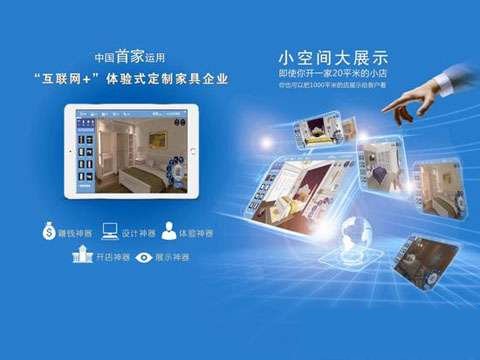 中国首家运用
“互联网+”体验式定制家具企业
赚钱神器 设计神器 体验神器
开店神器 展示神器
小空间大展示
即使你开一家20平米的小店
你也可以把1000平米的店展示给客户看